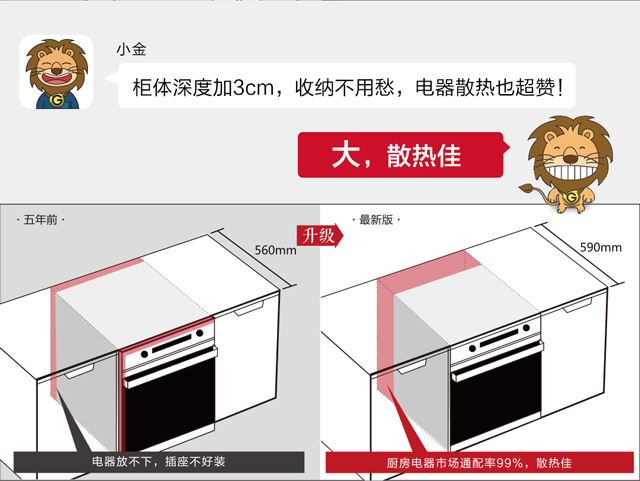 小金
柜体深度加3cm，收纳不用愁，电器散热也超赞！
大，散热佳
G
G
·五年前·
升级
·最新版·
560mm
590mm
电器放不下，插座不好装
厨房电器市场通配率99%，散热佳